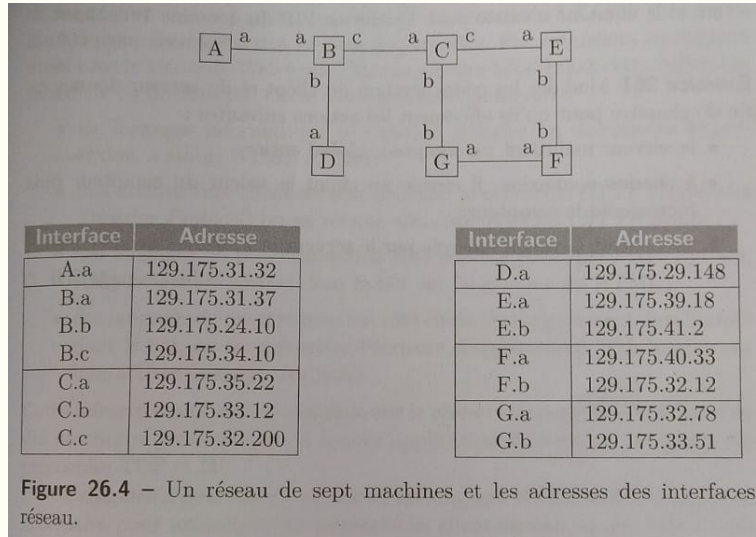 A a a B c a C c a E
b b b
a b b
D G a a F
Interface Adresse
A.a 129.175.31.32
B.a 129.175.31.37
B.b 129.175.24.10
B.c 129.175.34.10
C.a 129.175.35.22
C.b 129.175.33.12
C.c 129.175.32.200
Interface Adresse
D.a 129.175.29.148
E.a 129.175.39.18
E.b 129.175.41.2
F.a 129.175.40.33
F.b 129.175.32.12
G.a 129.175.32.78
G.b 129.175.33.51
Figure 26.4 – Un réseau de sept machines et les adresses des interfaces
réseau.